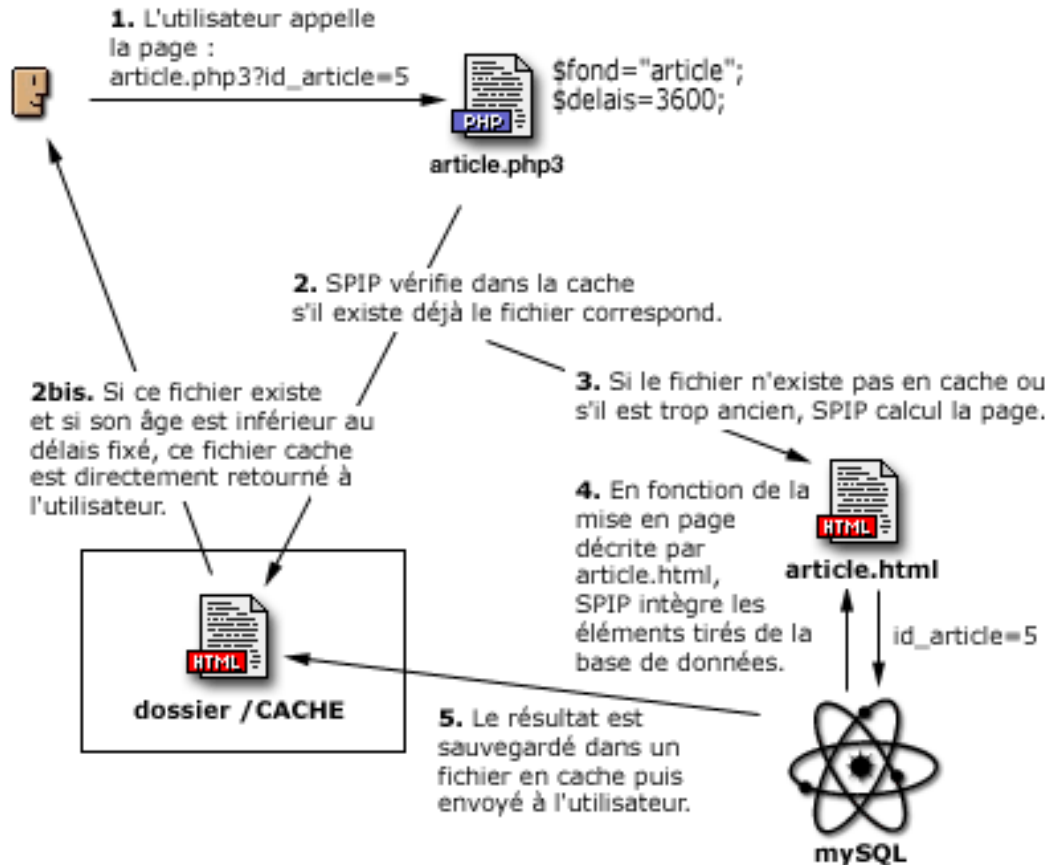 1. L'utilisateur appelle
la page :
article.php3?id_article=5
$fond="article";
$delais=3600;
PHP
article.php3
2. SPIP vérifie dans la cache
s'il existe déjà le fichier correspond.
2bis. Si ce fichier existe
et si son âge est inférieur au
délais fixé, ce fichier cache
est directement retourné à
l'utilisateur.
3. Si le fichier n'existe pas en cache ou
s'il est trop ancien, SPIP calcul la page.
4. En fonction de la
mise en page
décrite par
article.html,
SPIP intègre les
éléments tirés de la
base de données.
HTML
article.html
id_article=5
HTML
dossier /CACHE
5. Le résultat est
sauvegardé dans un
fichier en cache puis
envoyé à l'utilisateur.
mySQL